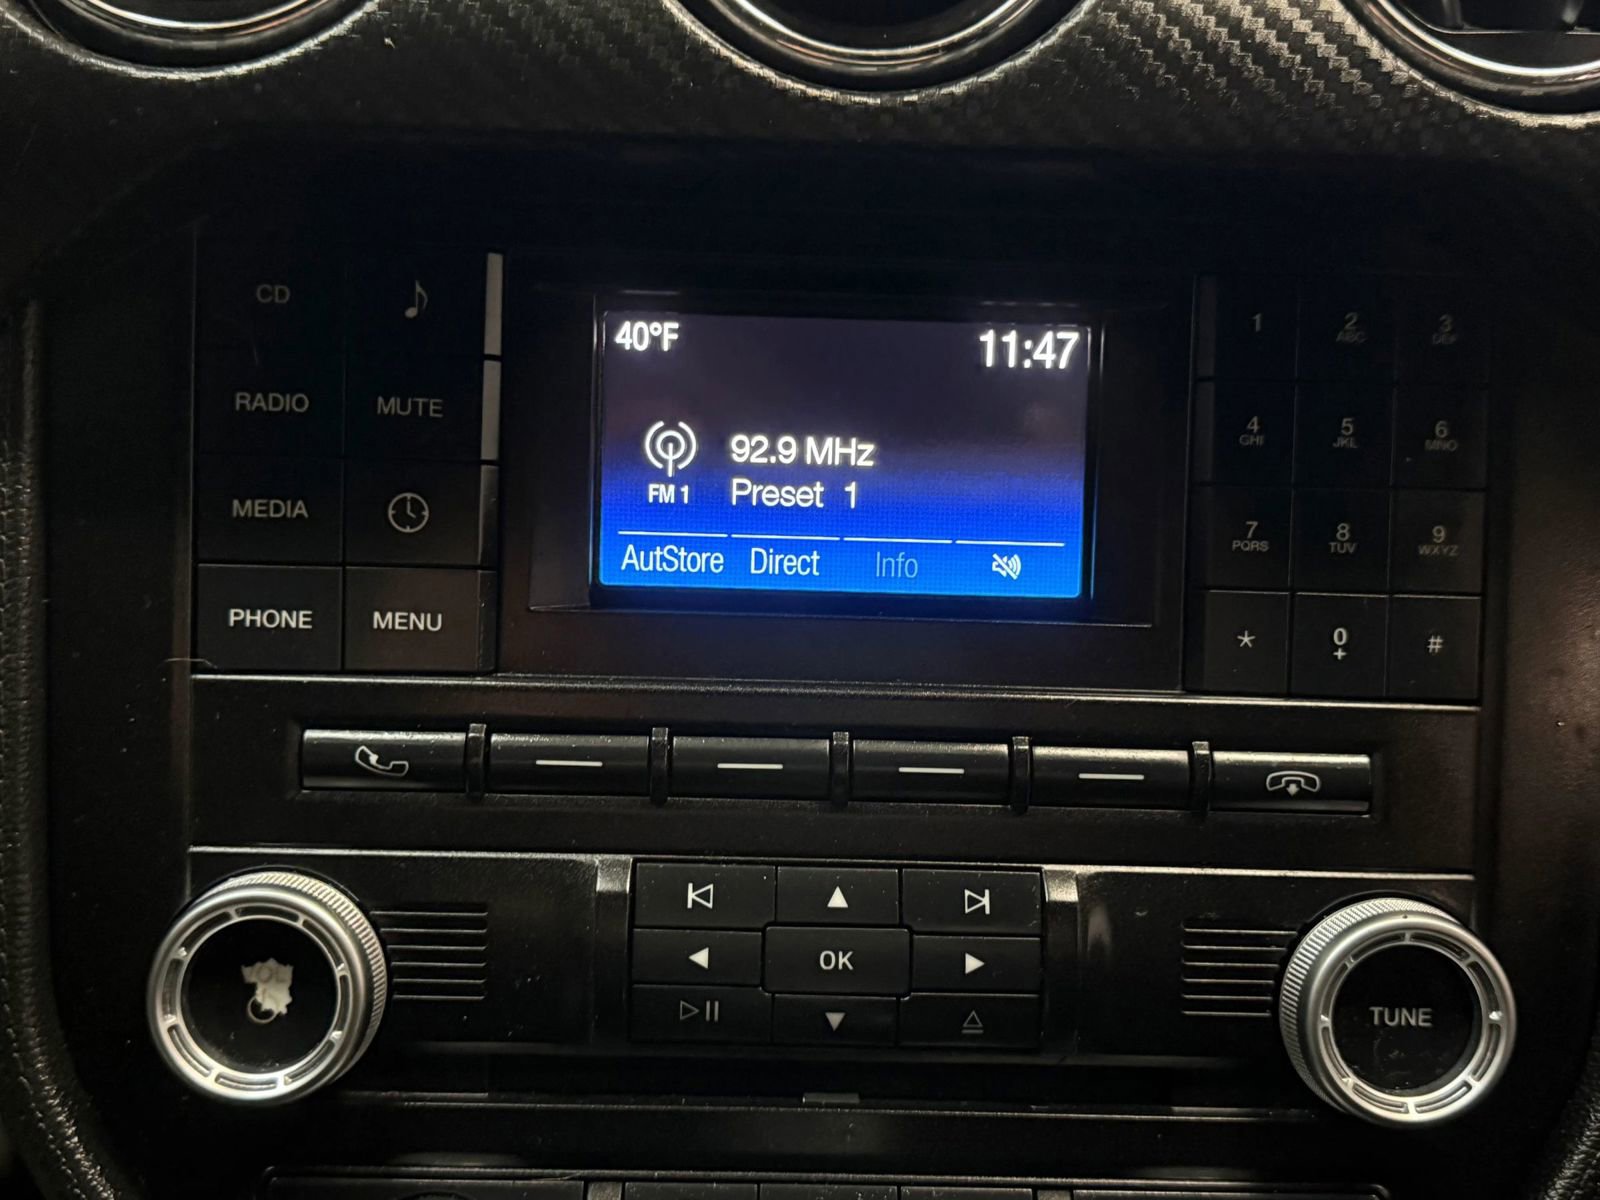 40°F 11:47
92.9 MHz
FM 1 Preset 1
AutStore Direct Info
CD
RADIO MUTE
MEDIA
PHONE MENU
1 2 ABC 3 DEF
4 GHI 5 JKL 6 MNO
7 PQRS 8 TUV 9 WXYZ
* 0 + #
OK
TUNE